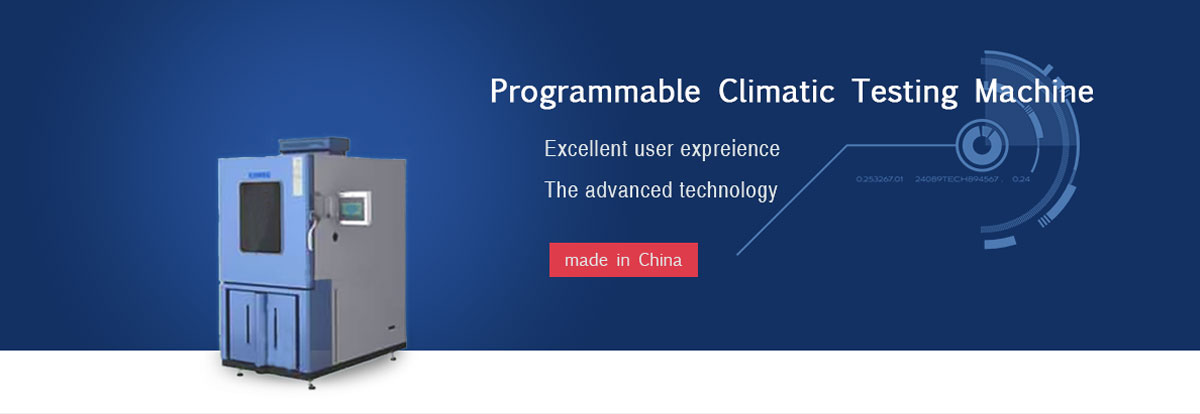 Programmable Climatic Testing Machine
Excellent user expreience
The advanced technology
0.253267.01 24089TECH894567 . 0.24
made in China